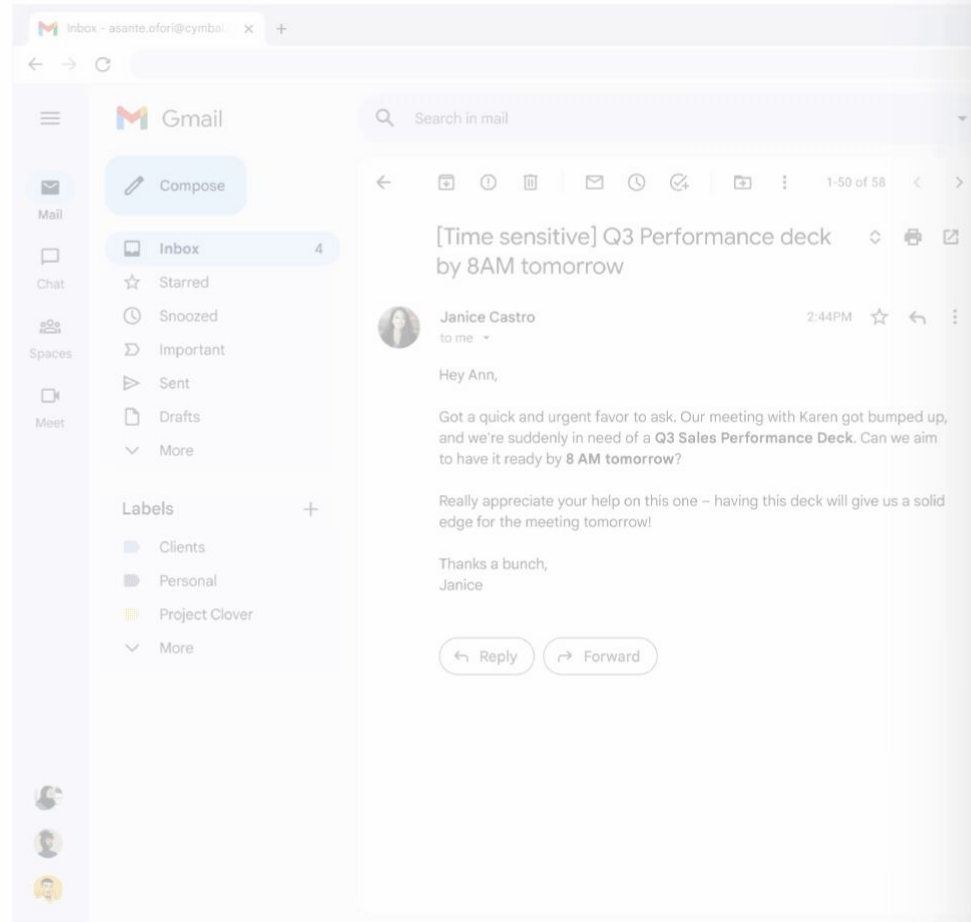 Inbox - asante.ofori@cymbal
Gmail
Search in mail
Compose
Mail
1-50 of 58
Inbox 4
[Time sensitive] Q3 Performance deck
by 8AM tomorrow
Chat
Starred
Snoozed
Janice Castro 2:44PM
to me
Spaces
Important
Hey Ann,
Sent
Meet
Drafts
Got a quick and urgent favor to ask. Our meeting with Karen got bumped up,
and we're suddenly in need of a Q3 Sales Performance Deck. Can we aim
to have it ready by 8 AM tomorrow?
More
Labels
Really appreciate your help on this one – having this deck will give us a solid
edge for the meeting tomorrow!
Clients
Thanks a bunch,
Janice
Personal
Project Clover
More
Reply Forward